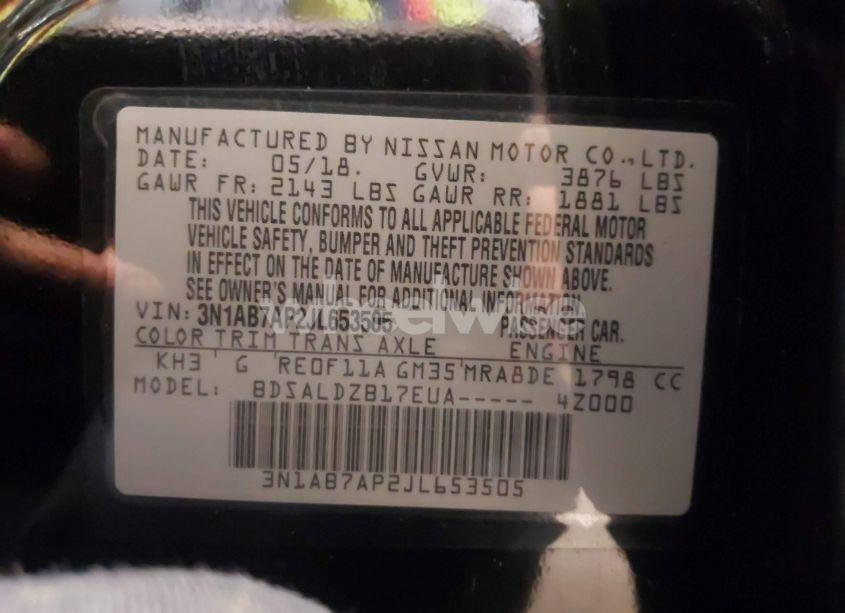 MANUFACTURED BY NISSAN MOTOR CO.,LTD.
DATE: 05/18. GVWR: 3876 LBS
GAWR FR: 2143 LBS GAWR RR: 1881 LBS
THIS VEHICLE CONFORMS TO ALL APPLICABLE FEDERAL MOTOR
VEHICLE SAFETY, BUMPER AND THEFT PREVENTION STANDARDS
IN EFFECT ON THE DATE OF MANUFACTURE SHOWN ABOVE.
SEE OWNER'S MANUAL FOR ADDITIONAL INFORMATION.
wheelwire
VIN: 3N1AB7AP2JL653505 PASSENGER CAR.
COLOR TRIM TRANS AXLE ENGINE
KH3 G RE0F11A GM35 MRA8DE 1798 CC
MODEL: BDSALDZB17EUA----- 4Z000
3N1AB7AP2JL653505